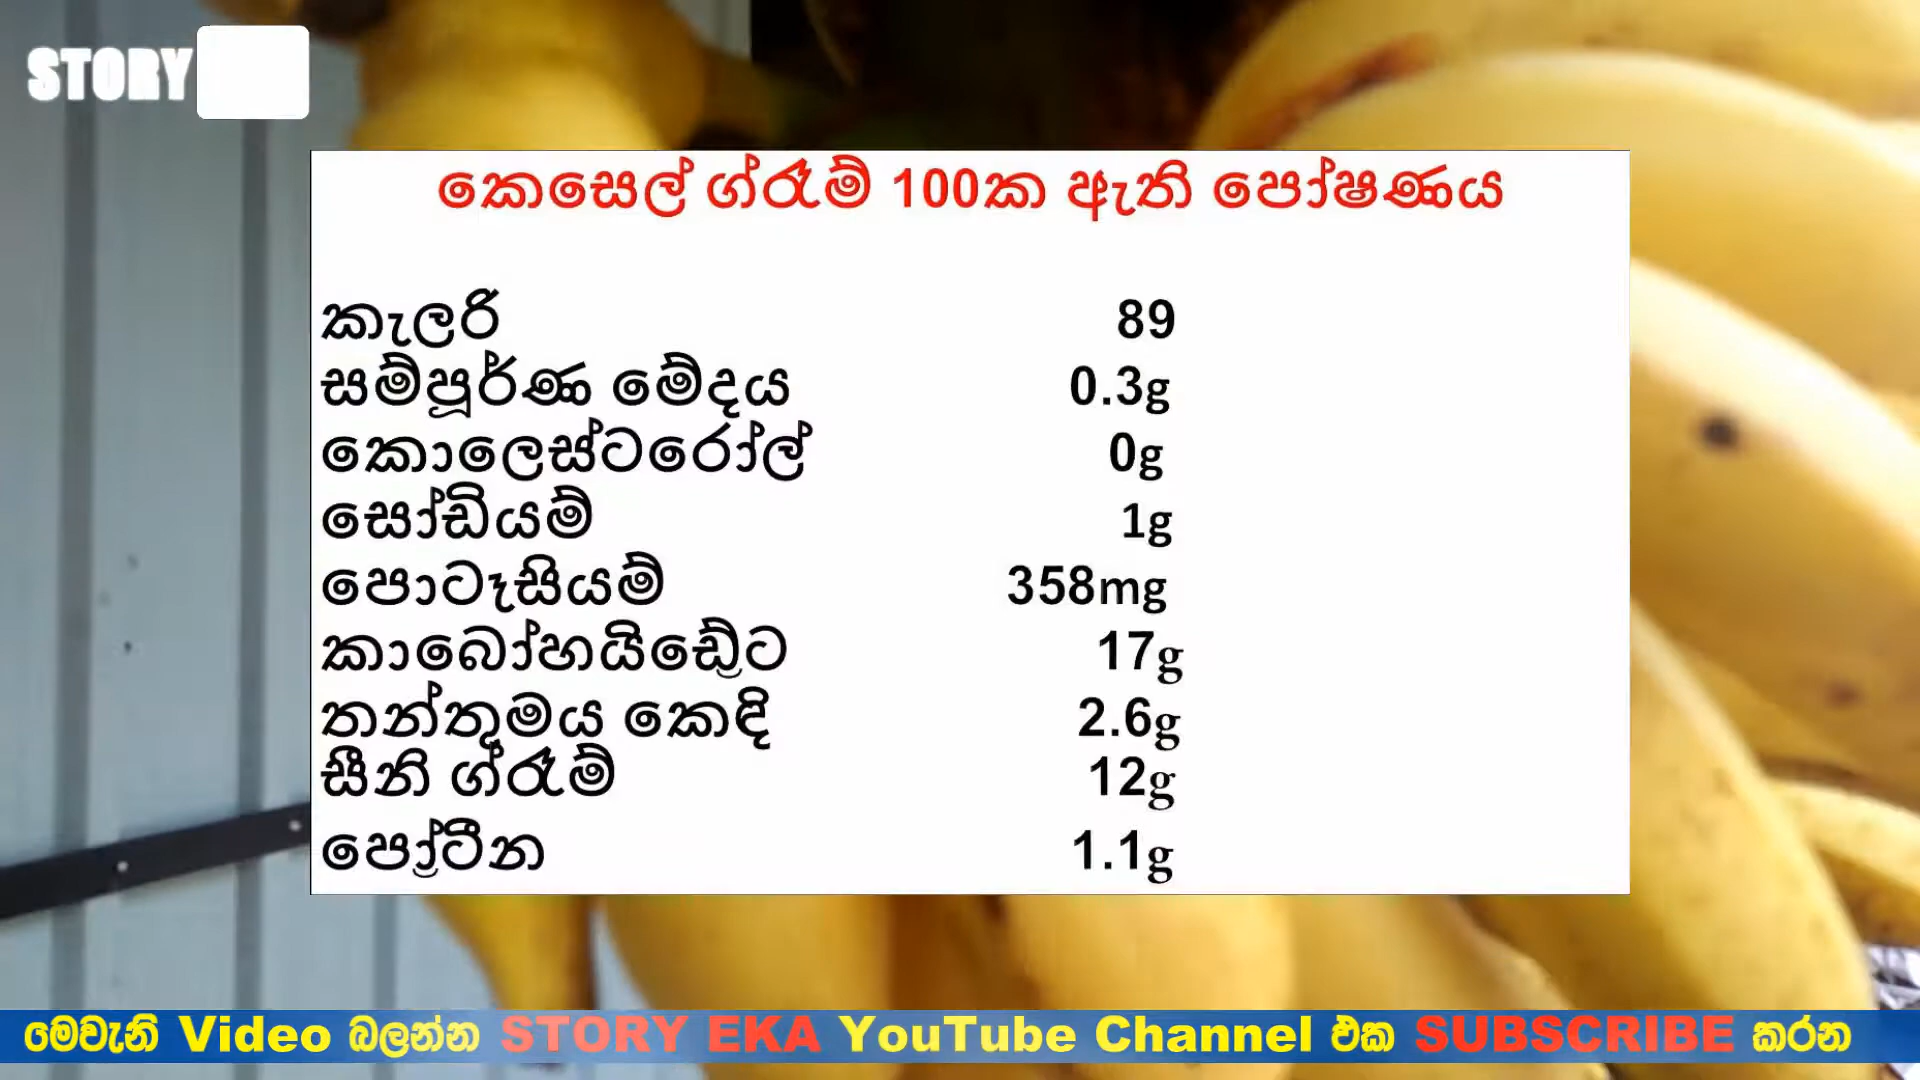 STORY
කෙසෙල් ග්රෑම් 100ක ඇති පෝෂණය
කැලරි 89
සම්පූර්ණ මේදය 0.3g
කොලෙස්ටරෝල් 0g
සෝඩියම් 1g
පොටෑසියම් 358mg
කාබෝහයිඩ්‍රේට 17g
තන්තුමය කෙඳි 2.6g
සීනි ග්රෑම් 12g
ප්‍රෝටීන 1.1g
මෙවැනි Video බලන්න STORY EKA YouTube Channel එක SUBSCRIBE කරන